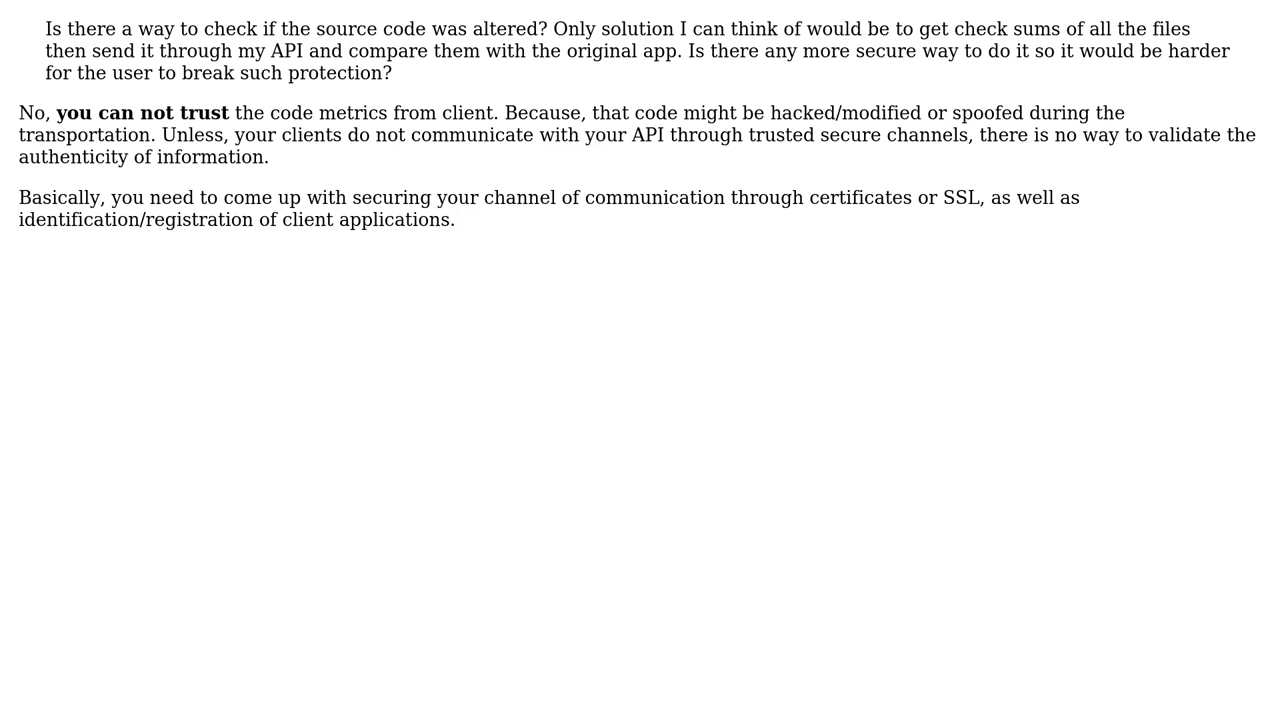 Is there a way to check if the source code was altered? Only solution I can think of would be to get check sums of all the files
then send it through my API and compare them with the original app. Is there any more secure way to do it so it would be harder
for the user to break such protection?
No, you can not trust the code metrics from client. Because, that code might be hacked/modified or spoofed during the
transportation. Unless, your clients do not communicate with your API through trusted secure channels, there is no way to validate the
authenticity of information.
Basically, you need to come up with securing your channel of communication through certificates or SSL, as well as
identification/registration of client applications.